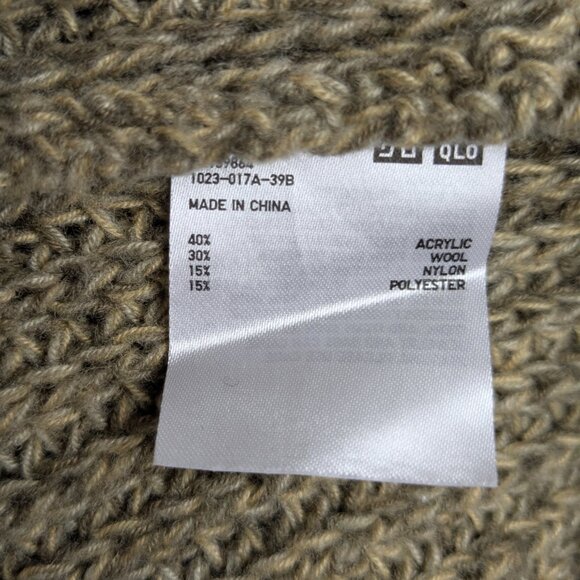 QLO
1023-017A-39B
MADE IN CHINA
40% ACRYLIC
30% WOOL
15% NYLON
15% POLYESTER